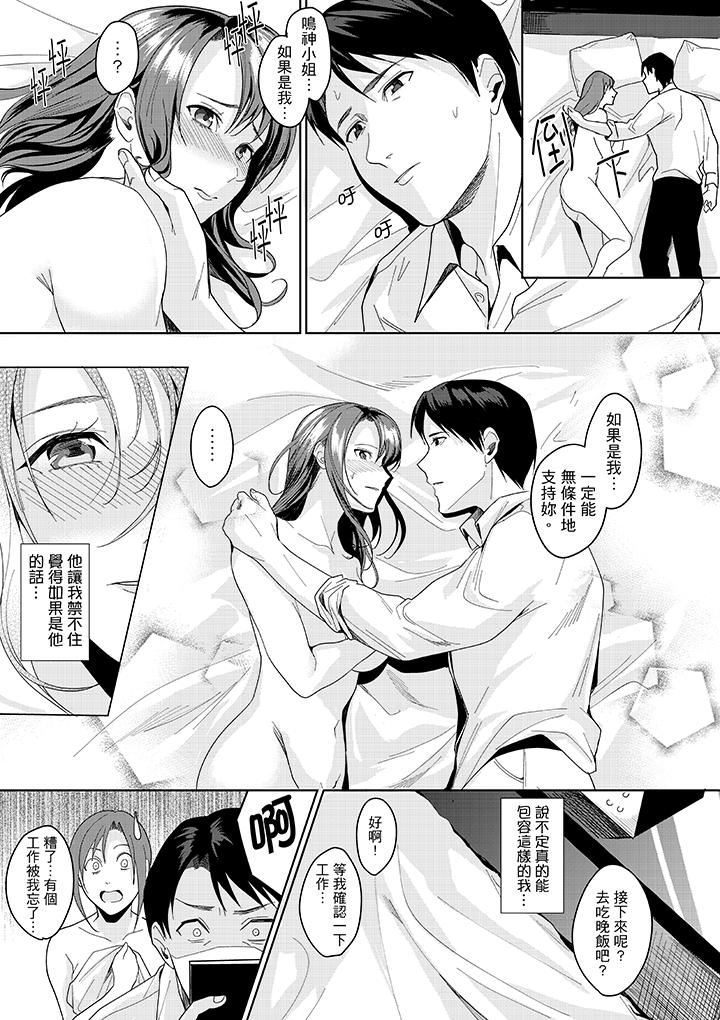 倒
下
鳴神小姐…
如果是我…
吁
吁
…？
怦
怦
怦
怦
如果是我…
一定能
無條件地
支持妳。
……
他讓我禁不住
覺得如果是他
的話…
說不定真的能
包容這樣的我…
接下來呢？
去吃晚飯吧？
好啊！
等我確認一下
工作…
啊
糟了…有個
工作被我忘了…